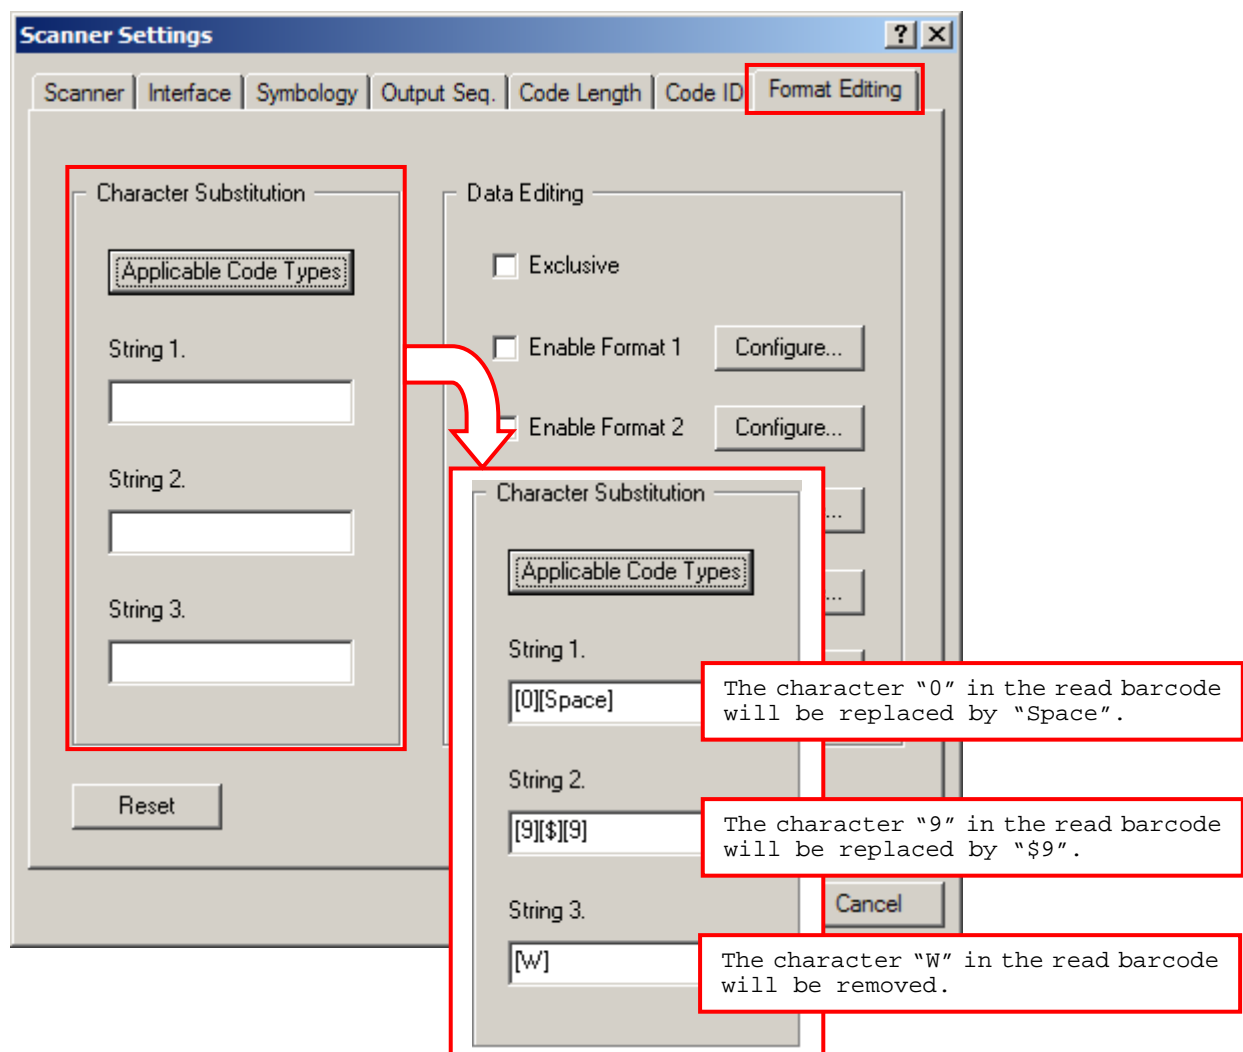 Scanner Settings
Scanner Interface Symbology Output Seq. Code Length Code ID Format Editing
Character Substitution
Applicable Code Types
String 1.
String 2.
String 3.
Reset
Data Editing
Exclusive
Enable Format 1 Configure...
Enable Format 2 Configure...
...
...
Character Substitution
Applicable Code Types
String 1.
[0][Space]
The character “0” in the read barcode
will be replaced by “Space”.
String 2.
[9][$][9]
The character “9” in the read barcode
will be replaced by “$9”.
String 3.
[W]
The character “W” in the read barcode
will be removed.
Cancel